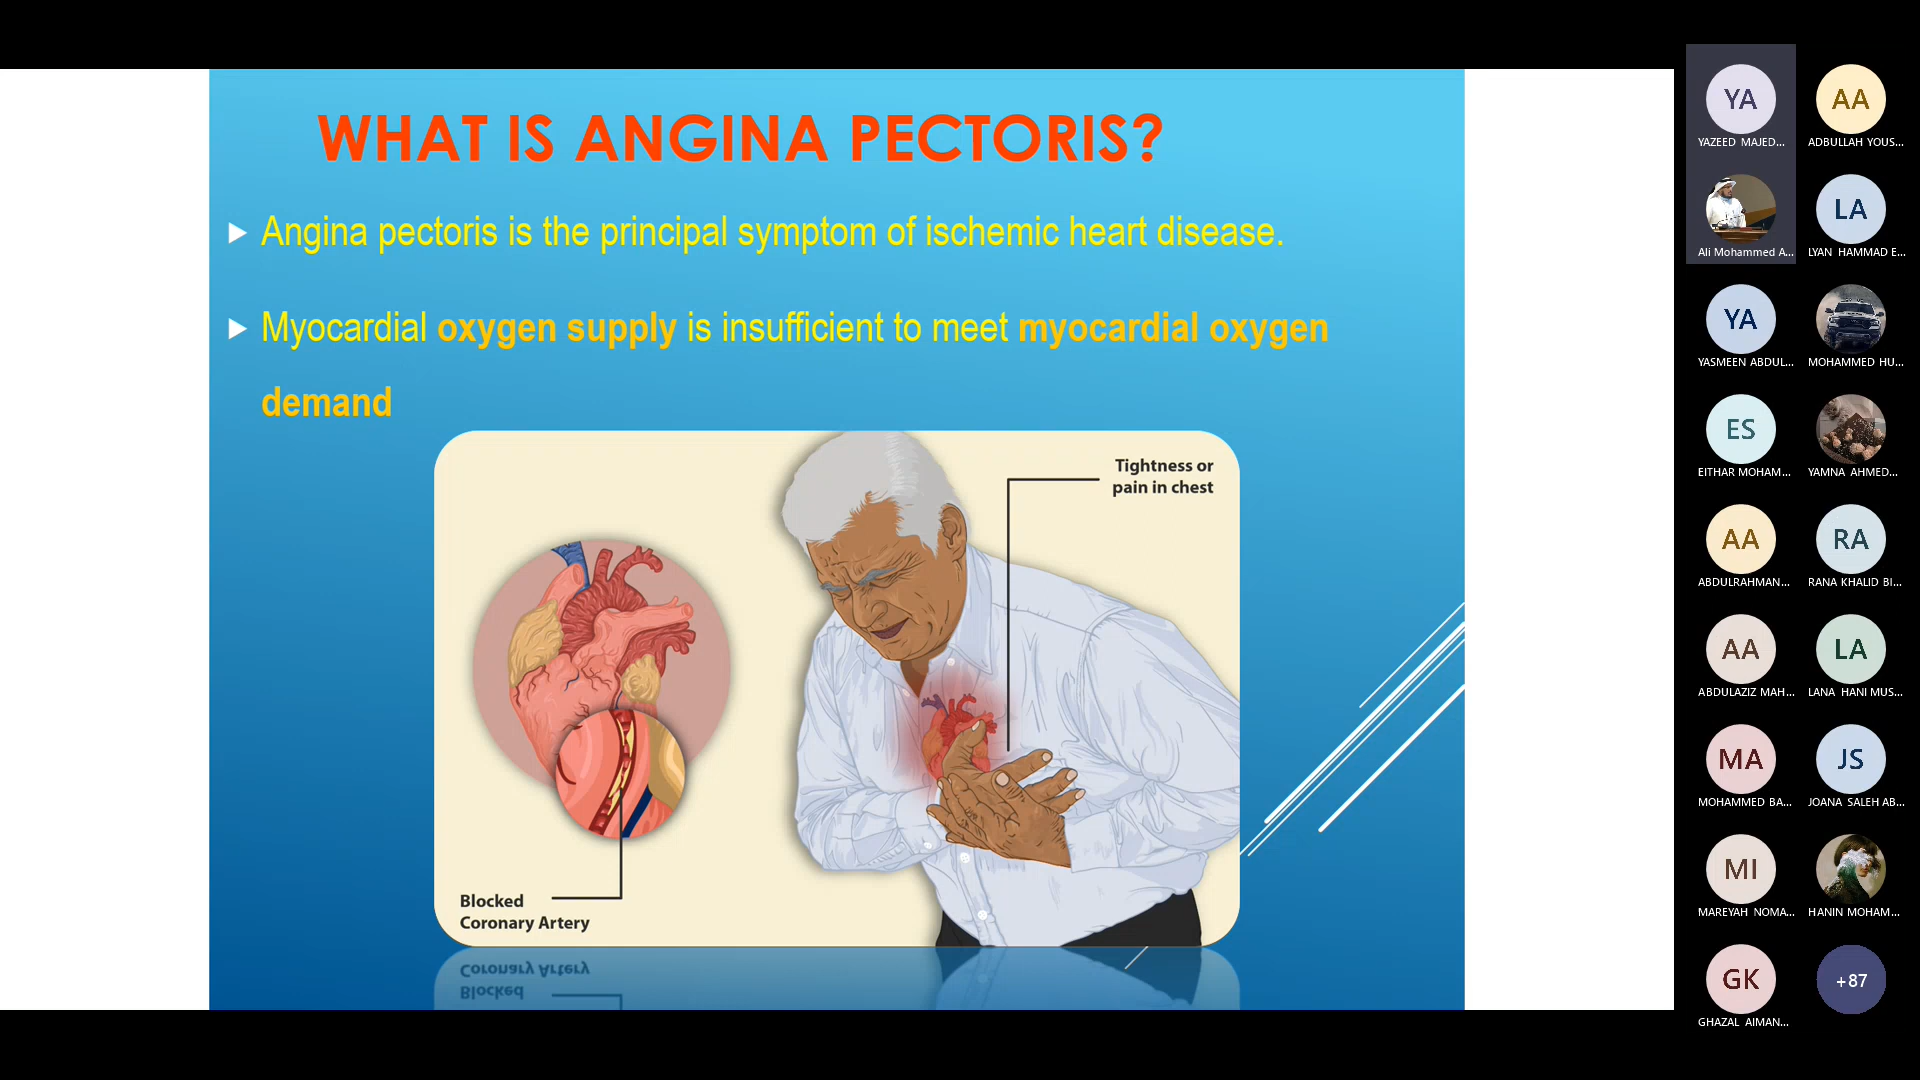 WHAT IS ANGINA PECTORIS?
Angina pectoris is the principal symptom of ischemic heart disease.
Myocardial oxygen supply is insufficient to meet myocardial oxygen
demand
Tightness or
pain in chest
Blocked
Coronary Artery
Coronary Artery
Blocked
YA
YAZEED MAJED...
AA
ADBULLAH YOUS...
Ali Mohammed A...
LA
LYAN HAMMAD E...
YA
YASMEEN ABDUL...
MOHAMMED HU...
ES
EITHAR MOHAM...
YAMNA AHMED...
AA
ABDULRAHMAN...
RA
RANA KHALID BI...
AA
ABDULAZIZ MAH...
LA
LANA HANI MUS...
MA
MOHAMMED BA...
JS
JOANA SALEH AB...
MI
MAREYAH NOMA...
HANIN MOHAM...
GK
GHAZAL AIMAN...
+87